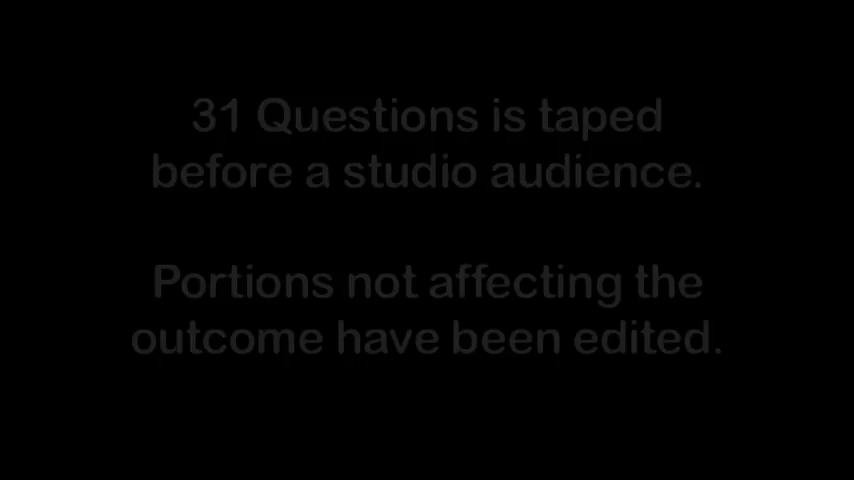 31 Questions is taped
before a studio audience.
Portions not affecting the
outcome have been edited.